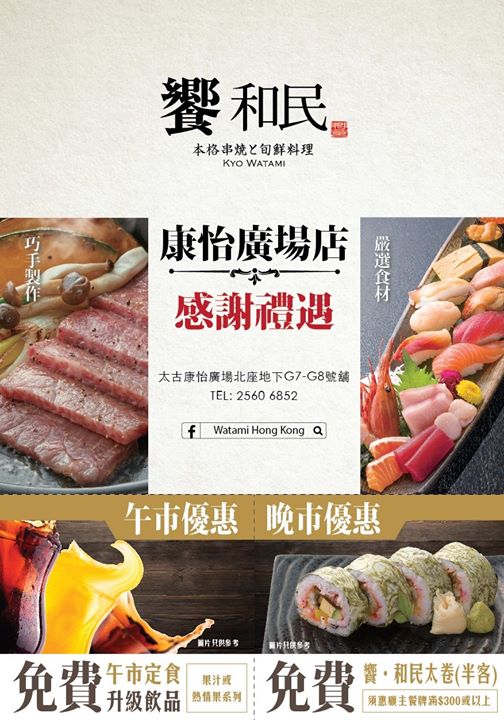 饗 和民
本格串燒と旬鮮料理
KYO WATAMI
巧手製作
康怡廣場店
嚴選食材
感謝禮遇
太古康怡廣場北座地下G7-G8號舖
TEL: 2560 6852
Watami Hong Kong
午市優惠
晚市優惠
圖片只供參考
圖片只供參考
免費
午市定食
升級飲品
果汁或
熱情果系列
免費
饗・和民太卷(半客)
須惠顧主餐牌滿$300或以上